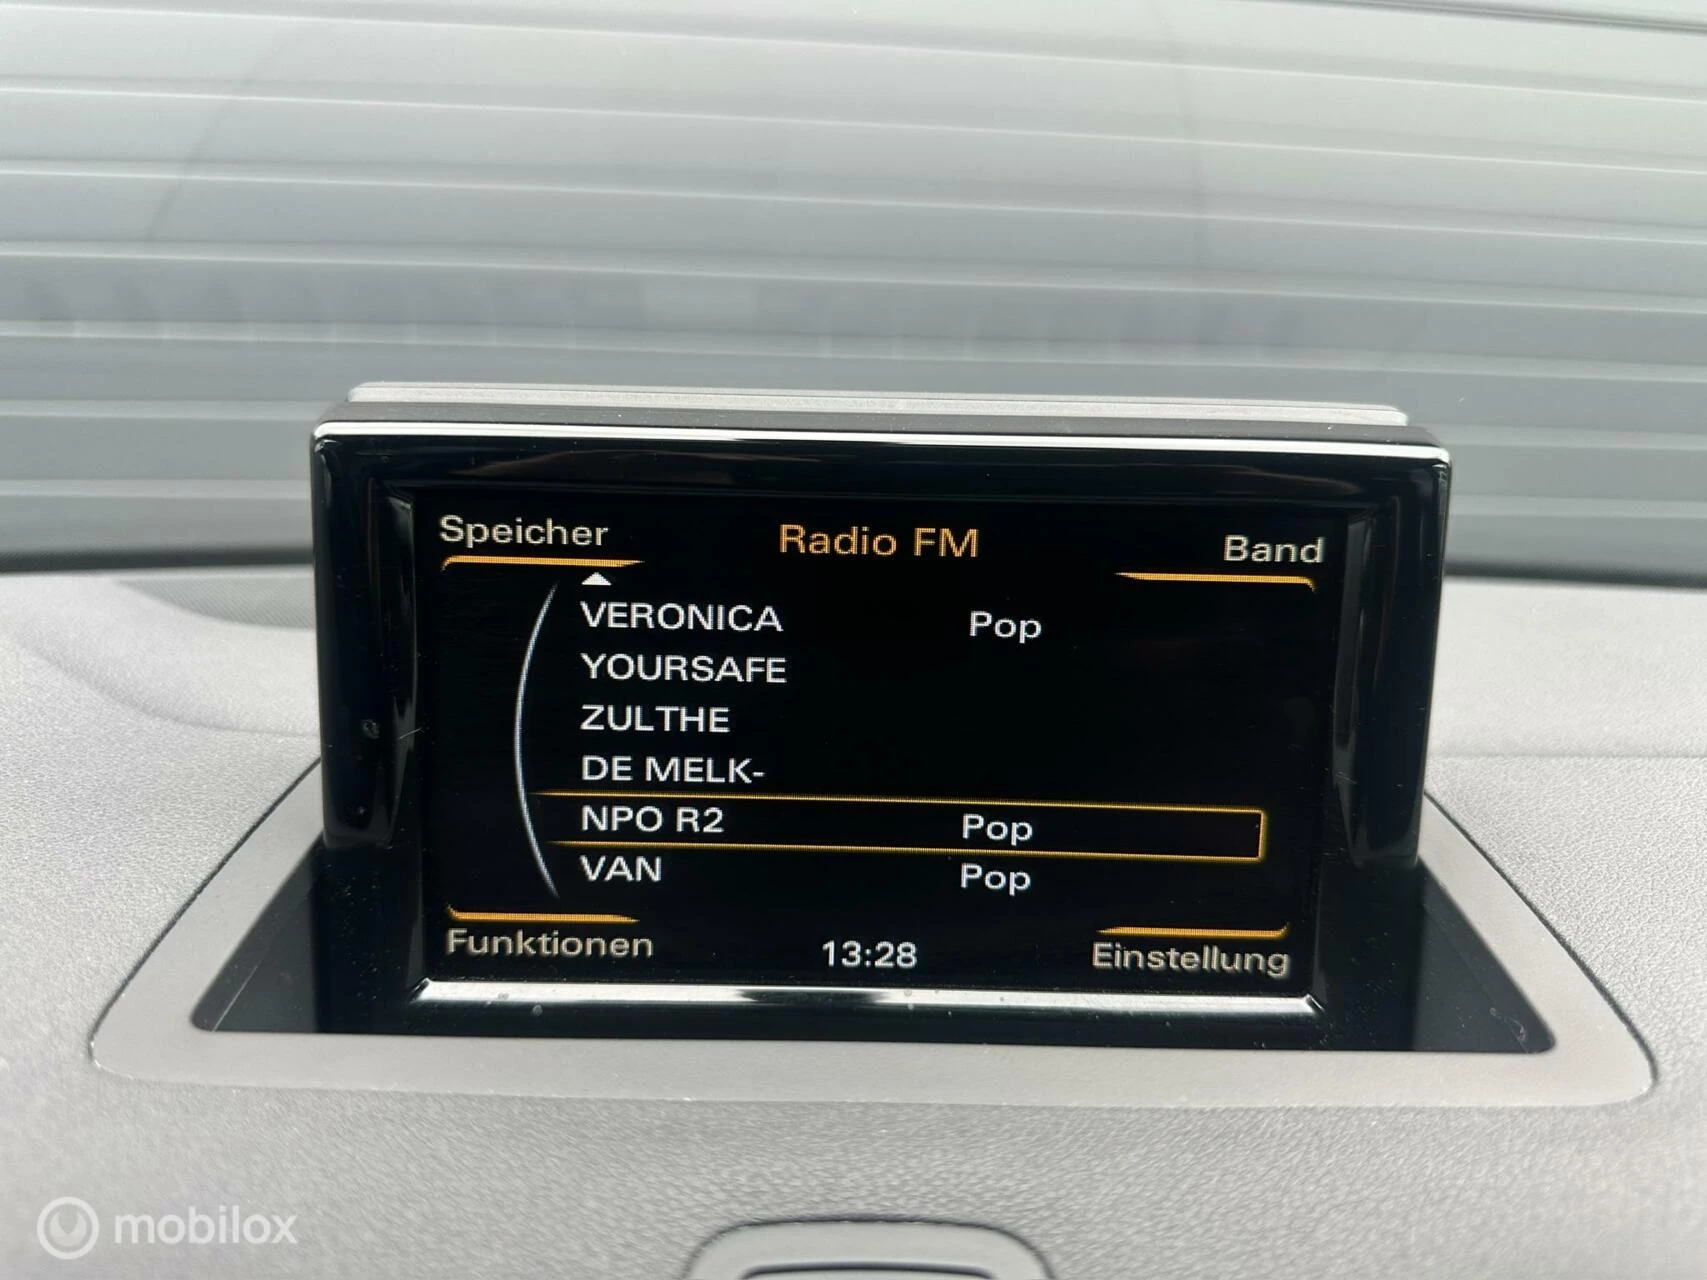 Speicher Radio FM Band
VERONICA Pop
YOURSAFE
ZULTHE
DE MELK-
NPO R2 Pop
VAN Pop
Funktionen 13:28 Einstellung
mobilox